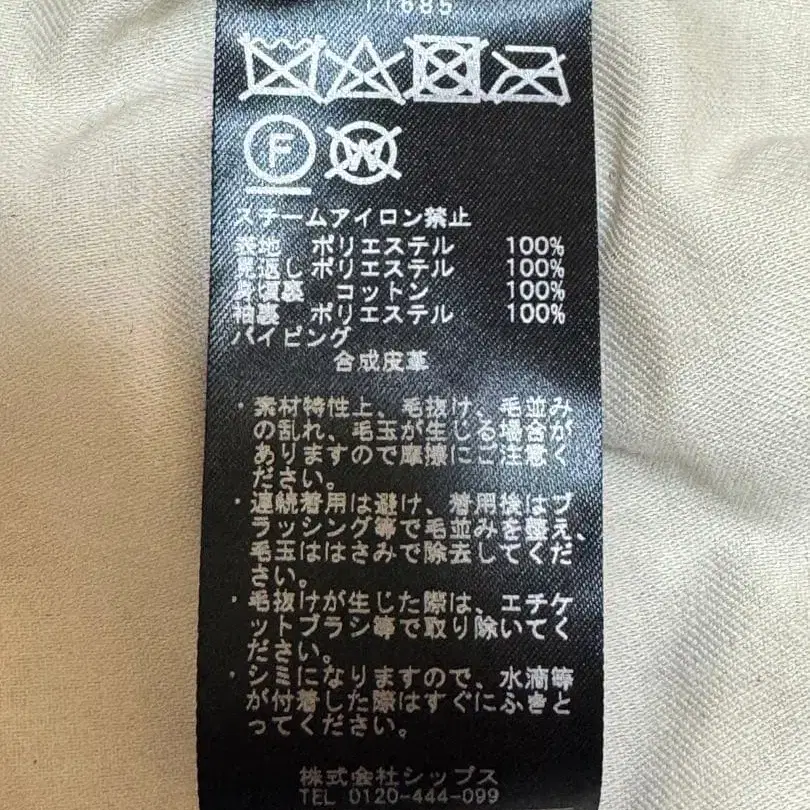 11685
F
W
スチームアイロン禁止
表地 ポリエステル 100%
見返し ポリエステル 100%
身頃裏 コットン 100%
袖裏 ポリエステル 100%
パイピング
合成皮革
・素材特性上、毛抜け、毛並み
の乱れ、毛玉が生じる場合が
ありますので摩擦にご注意く
ださい。
・連続着用は避け、着用後はブ
ラッシング等で毛並みを整え、
毛玉ははさみで除去してくだ
さい。
・毛抜けが生じた際は、エチケ
ットブラシ等で取り除いてく
ださい。
・シミになりますので、水滴等
が付着した際はすぐにふきと
ってください。
株式会社シップス
TEL 0120-444-099